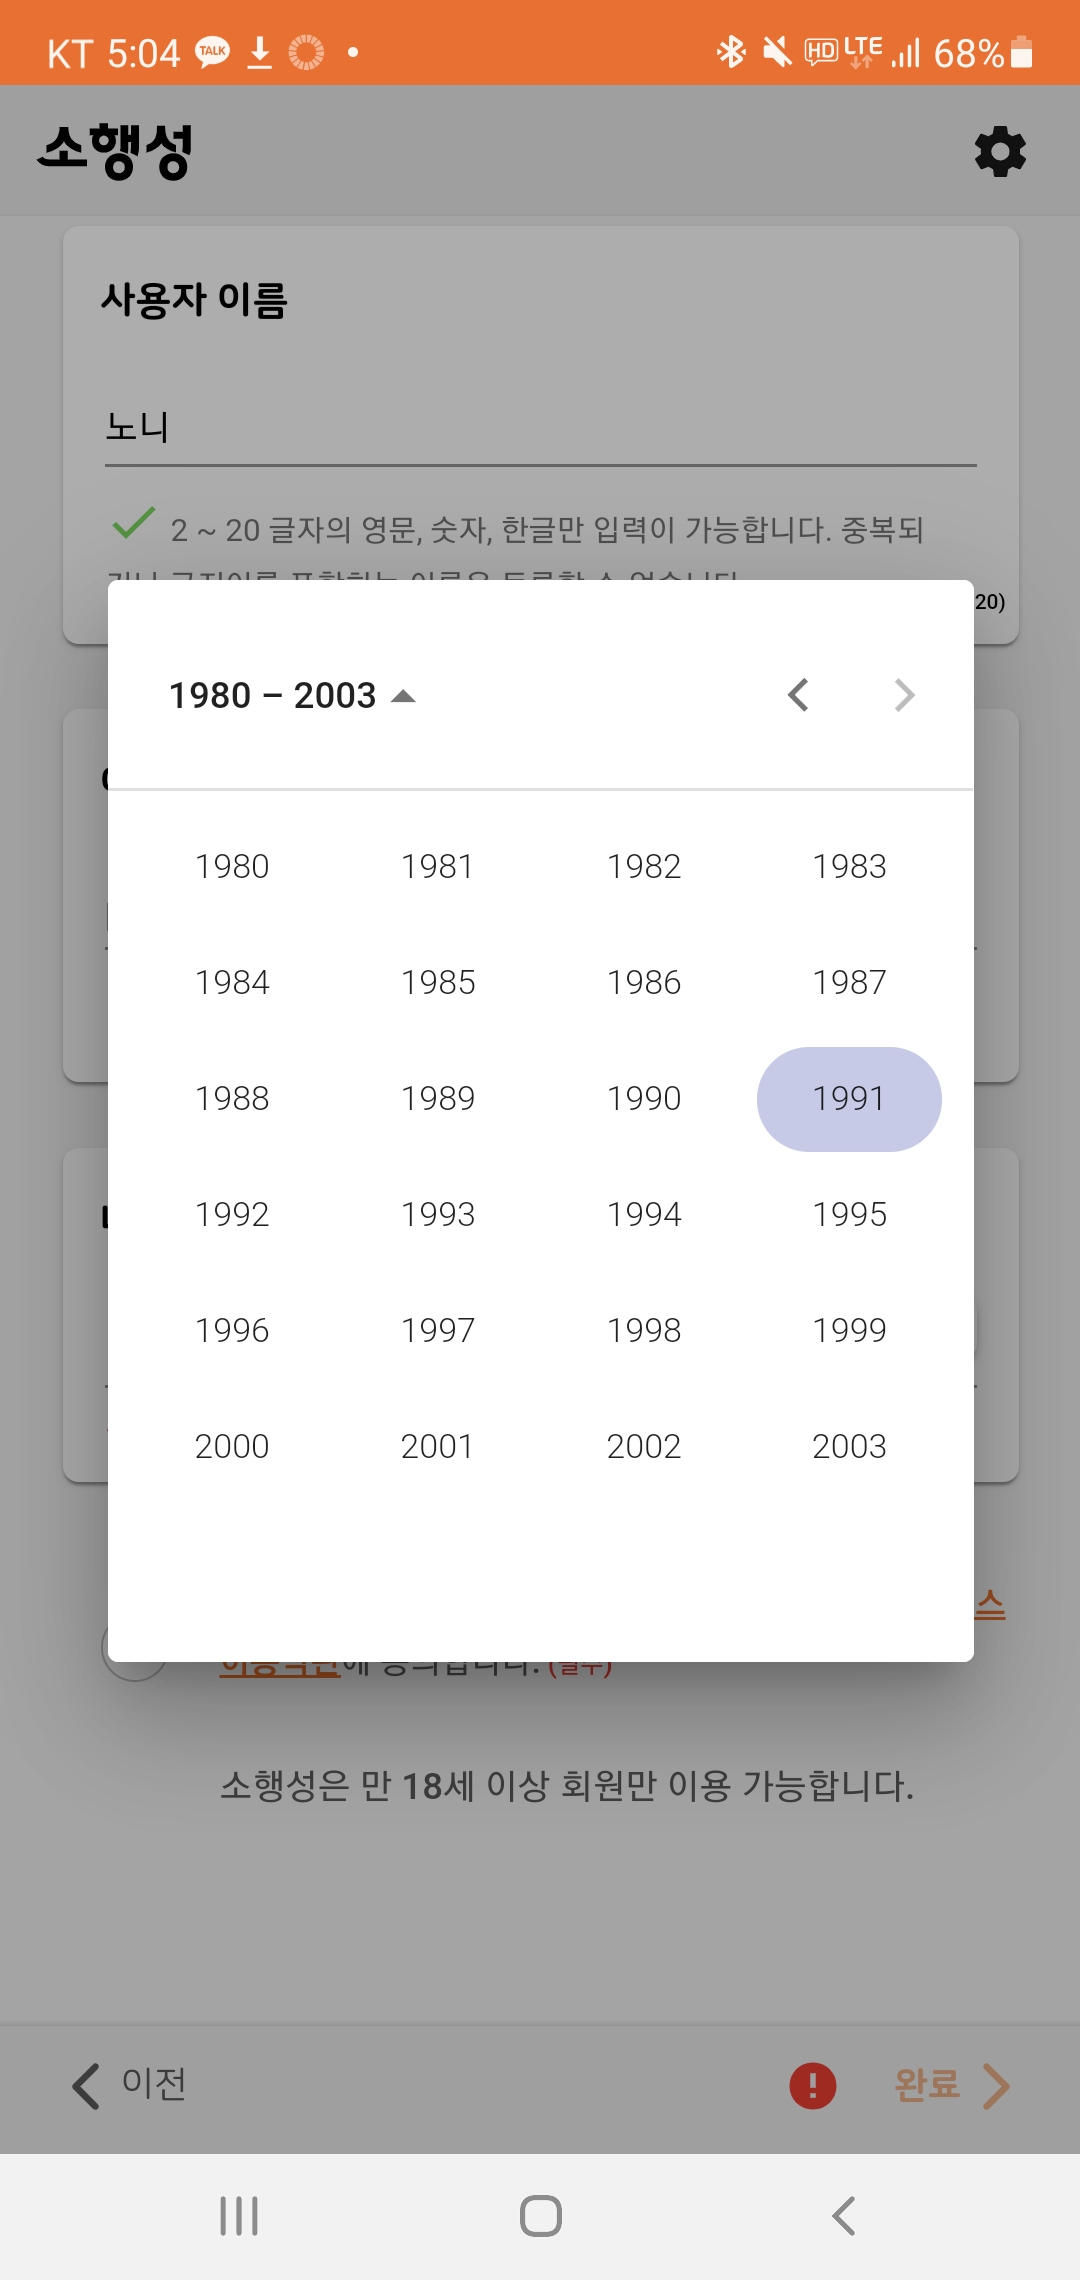 KT 5:04 TALK HD LTE 68%
소행성
사용자 이름
노니
2 ~ 20 글자의 영문, 숫자, 한글만 입력이 가능합니다. 중복되
20)
1980 – 2003
1980 1981 1982 1983
1984 1985 1986 1987
1988 1989 1990 1991
1992 1993 1994 1995
1996 1997 1998 1999
2000 2001 2002 2003
스
소행성은 만 18세 이상 회원만 이용 가능합니다.
이전 완료